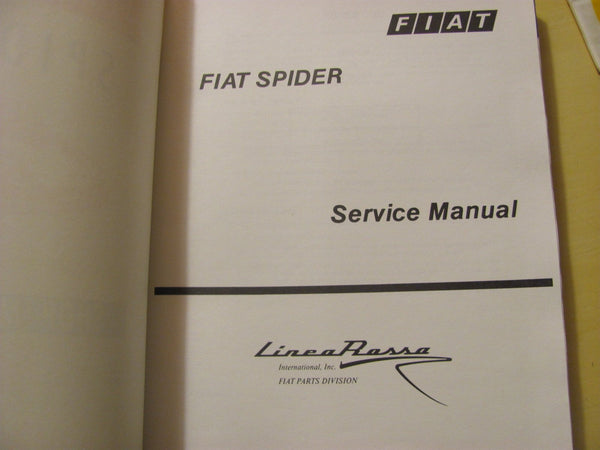 FIAT
FIAT SPIDER
Service Manual
LineaRossa
International, Inc.
FIAT PARTS DIVISION